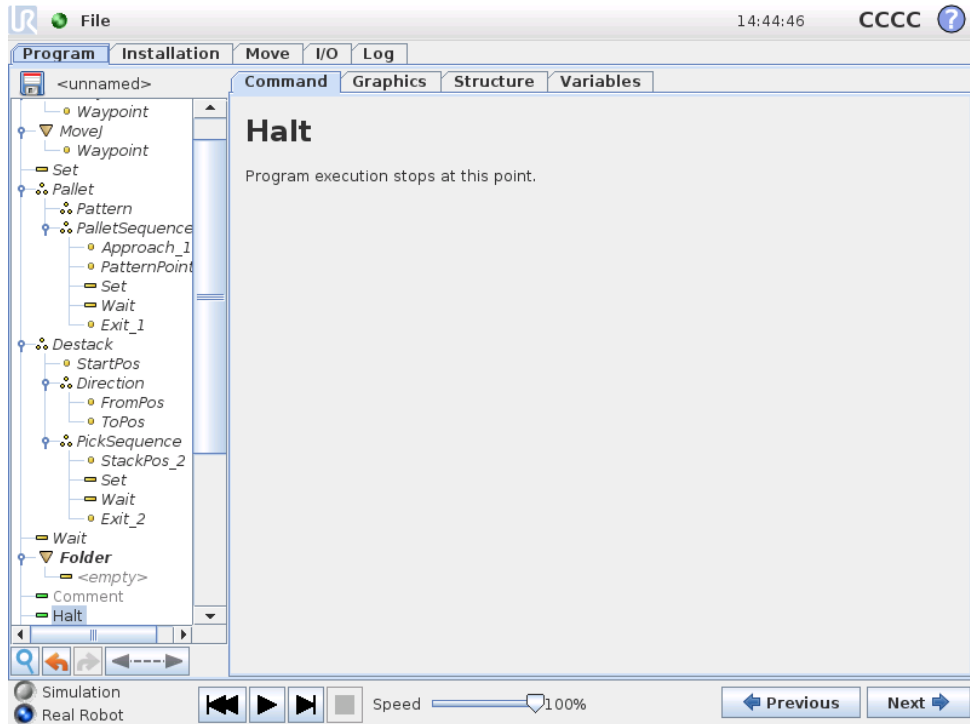 UR File 14:44:46 CCCC ?
Program Installation Move I/O Log
<unnamed>
Command Graphics Structure Variables
Waypoint
MoveJ
Waypoint
Set
Pallet
Pattern
PalletSequence
Approach_1
PatternPoint
Set
Wait
Exit_1
Destack
StartPos
Direction
FromPos
ToPos
PickSequence
StackPos_2
Set
Wait
Exit_2
Wait
Folder
<empty>
Comment
Halt
Halt
Program execution stops at this point.
Simulation
Real Robot
Speed 100%
Previous Next